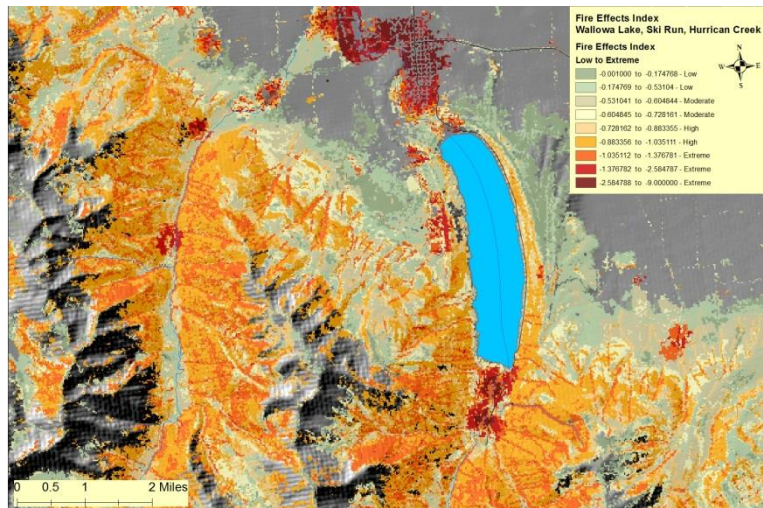 Fire Effects Index
Wallowa Lake, Ski Run, Hurrican Creek
Fire Effects Index
Low to Extreme
-0.001000 to -0.174768 - Low
-0.174769 to -0.53104 - Low
-0.531041 to -0.604844 - Moderate
-0.604845 to -0.728161 - Moderate
-0.728162 to -0.883355 - High
-0.883356 to -1.035111 - High
-1.035112 to -1.376781 - Extreme
-1.376782 to -2.584787 - Extreme
-2.584788 to -9.000000 - Extreme
N
W E
S
0 0.5 1 2 Miles